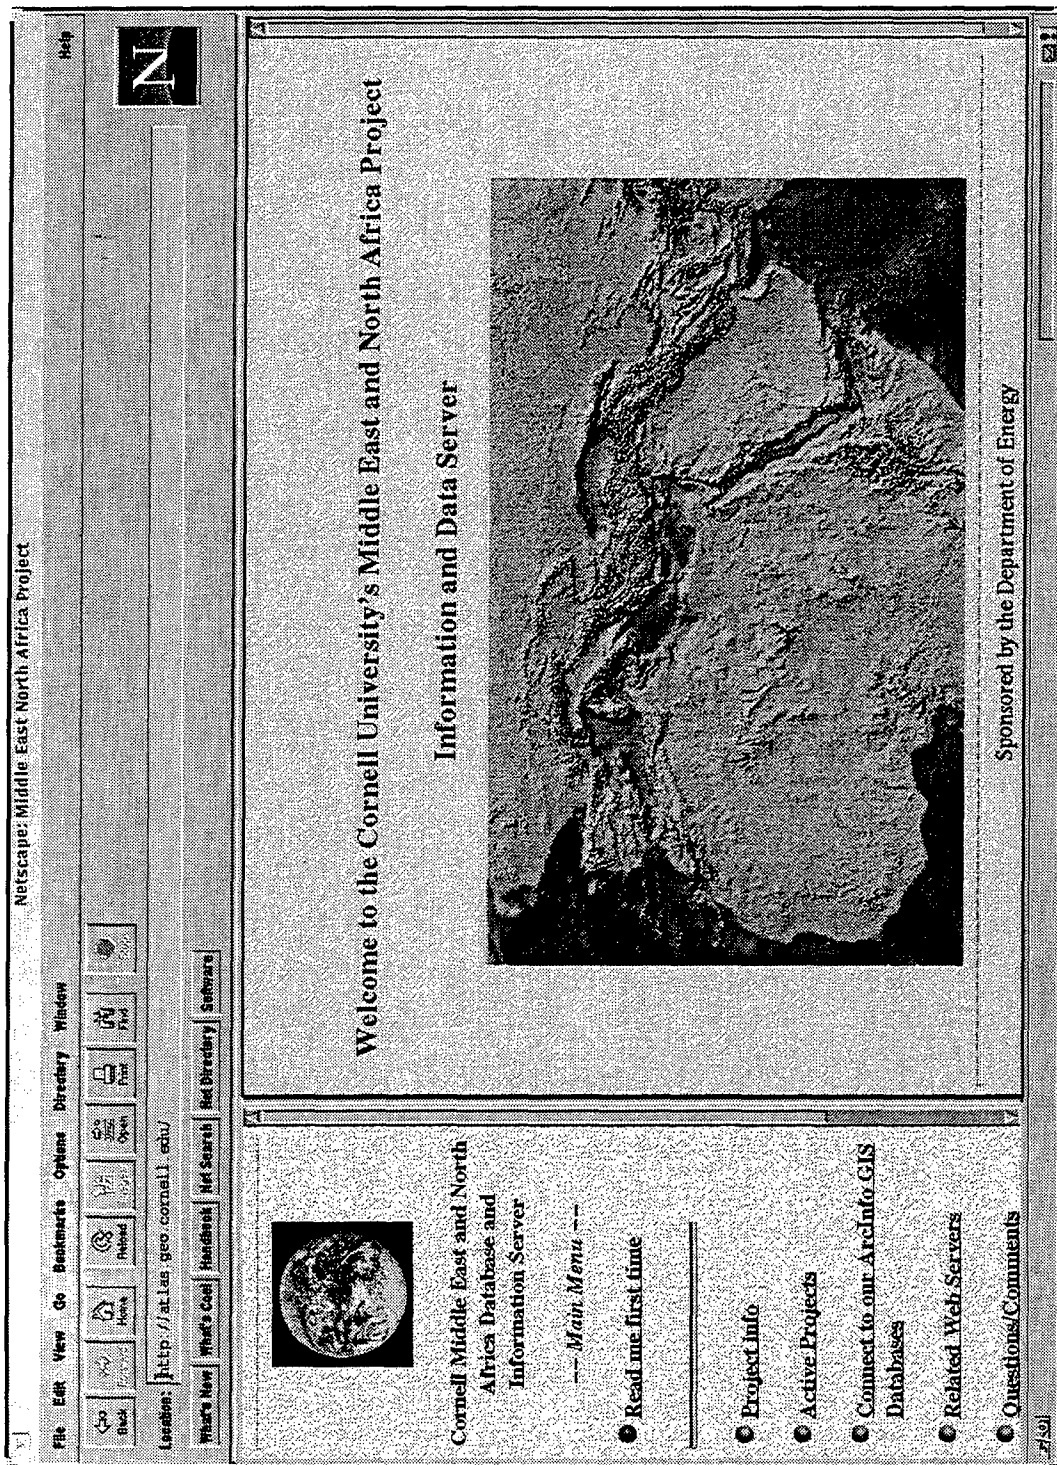 Netscape: Middle East North Africa Project
File Edit View Go Bookmarks Options Directory Window Help
Back Home Reload Open Print Find
Location: http://atlas.geo.cornell.edu/
What's New What's Cool Handbook Net Search Net Directory Software
N
Cornell Middle East and North
Africa Database and
Information Server
--- Man Menu ---
Read me first time
Project Info
Active Projects
Connect to our ArcInfo GIS
Databases
Related Web Servers
Questions/Comments
Welcome to the Cornell University's Middle East and North Africa Project
Information and Data Server
Sponsored by the Department of Energy